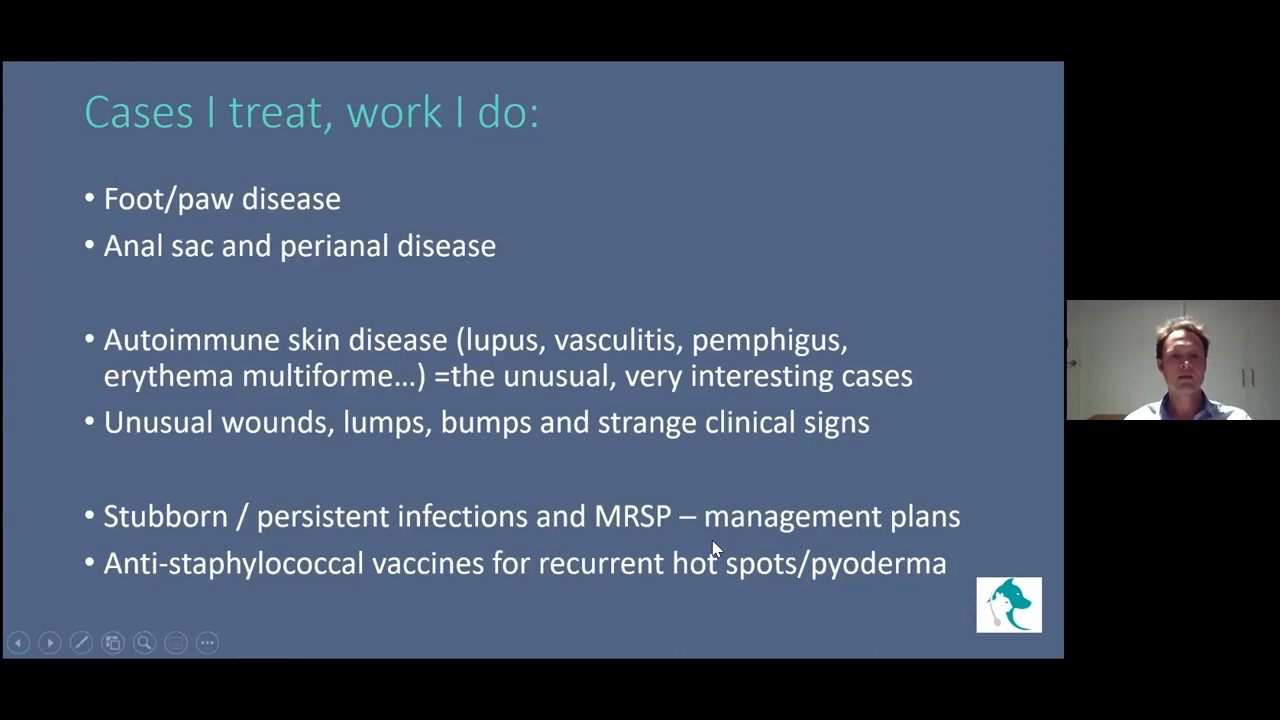 Cases I treat, work I do:
• Foot/paw disease
• Anal sac and perianal disease
• Autoimmune skin disease (lupus, vasculitis, pemphigus,
erythema multiforme…) =the unusual, very interesting cases
• Unusual wounds, lumps, bumps and strange clinical signs
• Stubborn / persistent infections and MRSP – management plans
• Anti-staphylococcal vaccines for recurrent hot spots/pyoderma